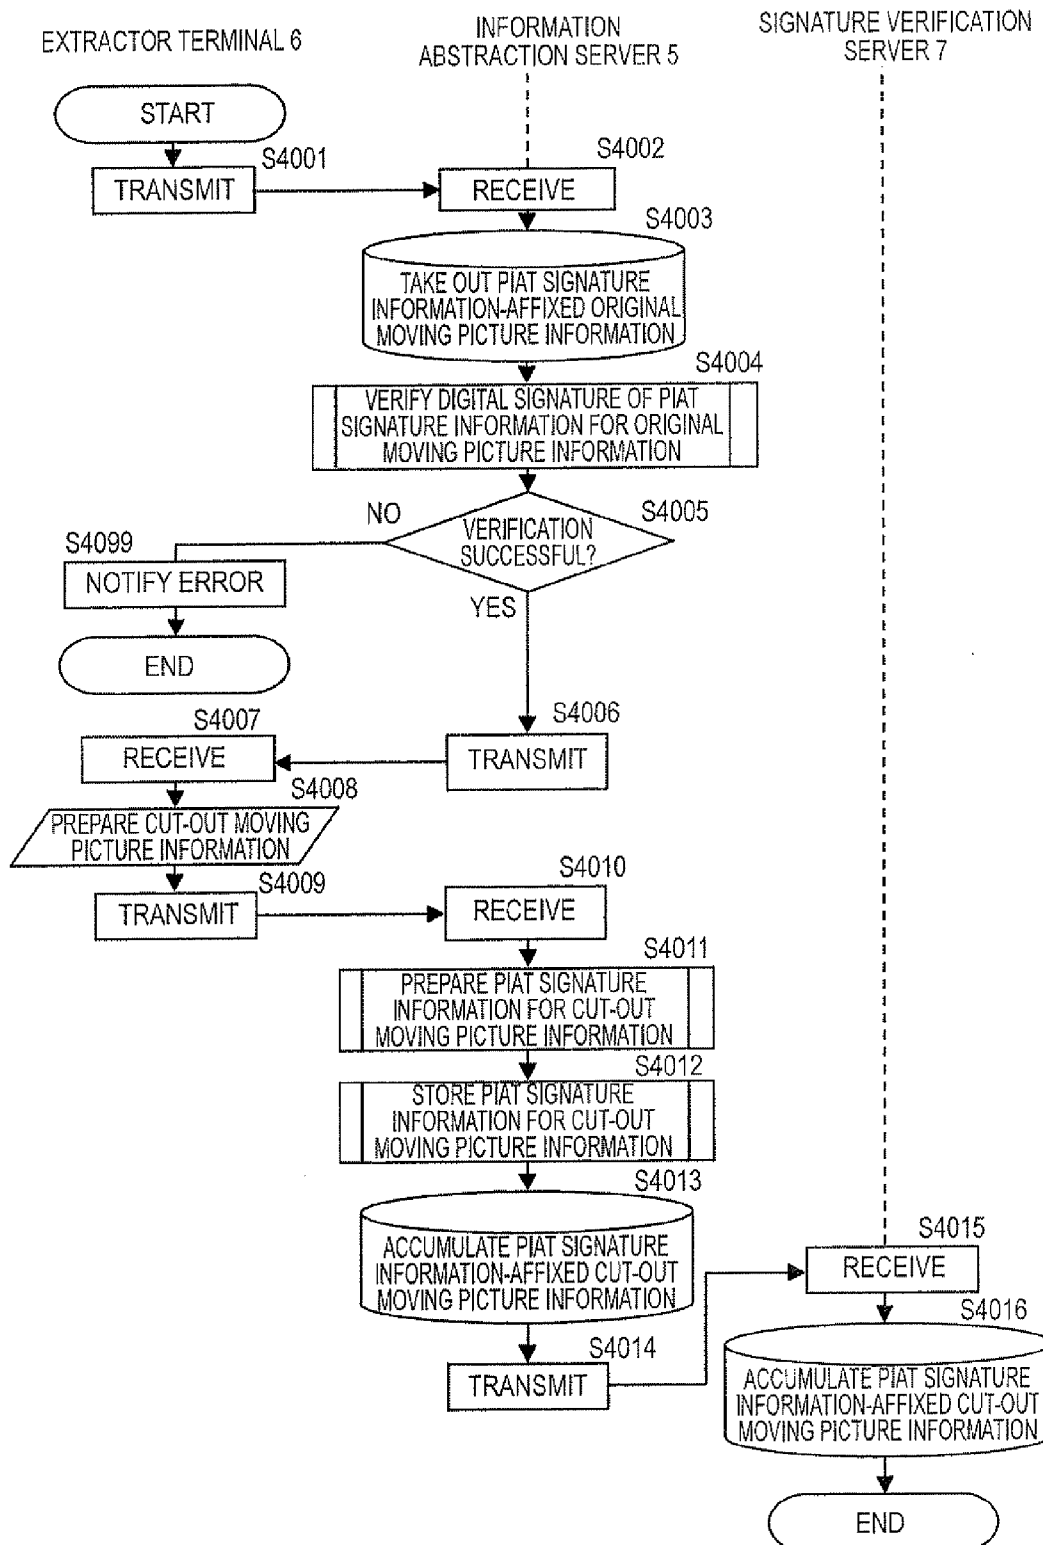 EXTRACTOR TERMINAL 6
INFORMATION
ABSTRACTION SERVER 5
SIGNATURE VERIFICATION
SERVER 7
START
S4001
TRANSMIT
S4002
RECEIVE
S4003
TAKE OUT PIAT SIGNATURE
INFORMATION-AFFIXED ORIGINAL
MOVING PICTURE INFORMATION
S4004
VERIFY DIGITAL SIGNATURE OF PIAT
SIGNATURE INFORMATION FOR ORIGINAL
MOVING PICTURE INFORMATION
S4005
VERIFICATION
SUCCESSFUL?
NO
S4099
NOTIFY ERROR
END
YES
S4006
TRANSMIT
S4007
RECEIVE
S4008
PREPARE CUT-OUT MOVING
PICTURE INFORMATION
S4009
TRANSMIT
S4010
RECEIVE
S4011
PREPARE PIAT SIGNATURE
INFORMATION FOR CUT-OUT
MOVING PICTURE INFORMATION
S4012
STORE PIAT SIGNATURE
INFORMATION FOR CUT-OUT
MOVING PICTURE INFORMATION
S4013
ACCUMULATE PIAT SIGNATURE
INFORMATION-AFFIXED CUT-OUT
MOVING PICTURE INFORMATION
S4014
TRANSMIT
S4015
RECEIVE
S4016
ACCUMULATE PIAT SIGNATURE
INFORMATION-AFFIXED CUT-OUT
MOVING PICTURE INFORMATION
END